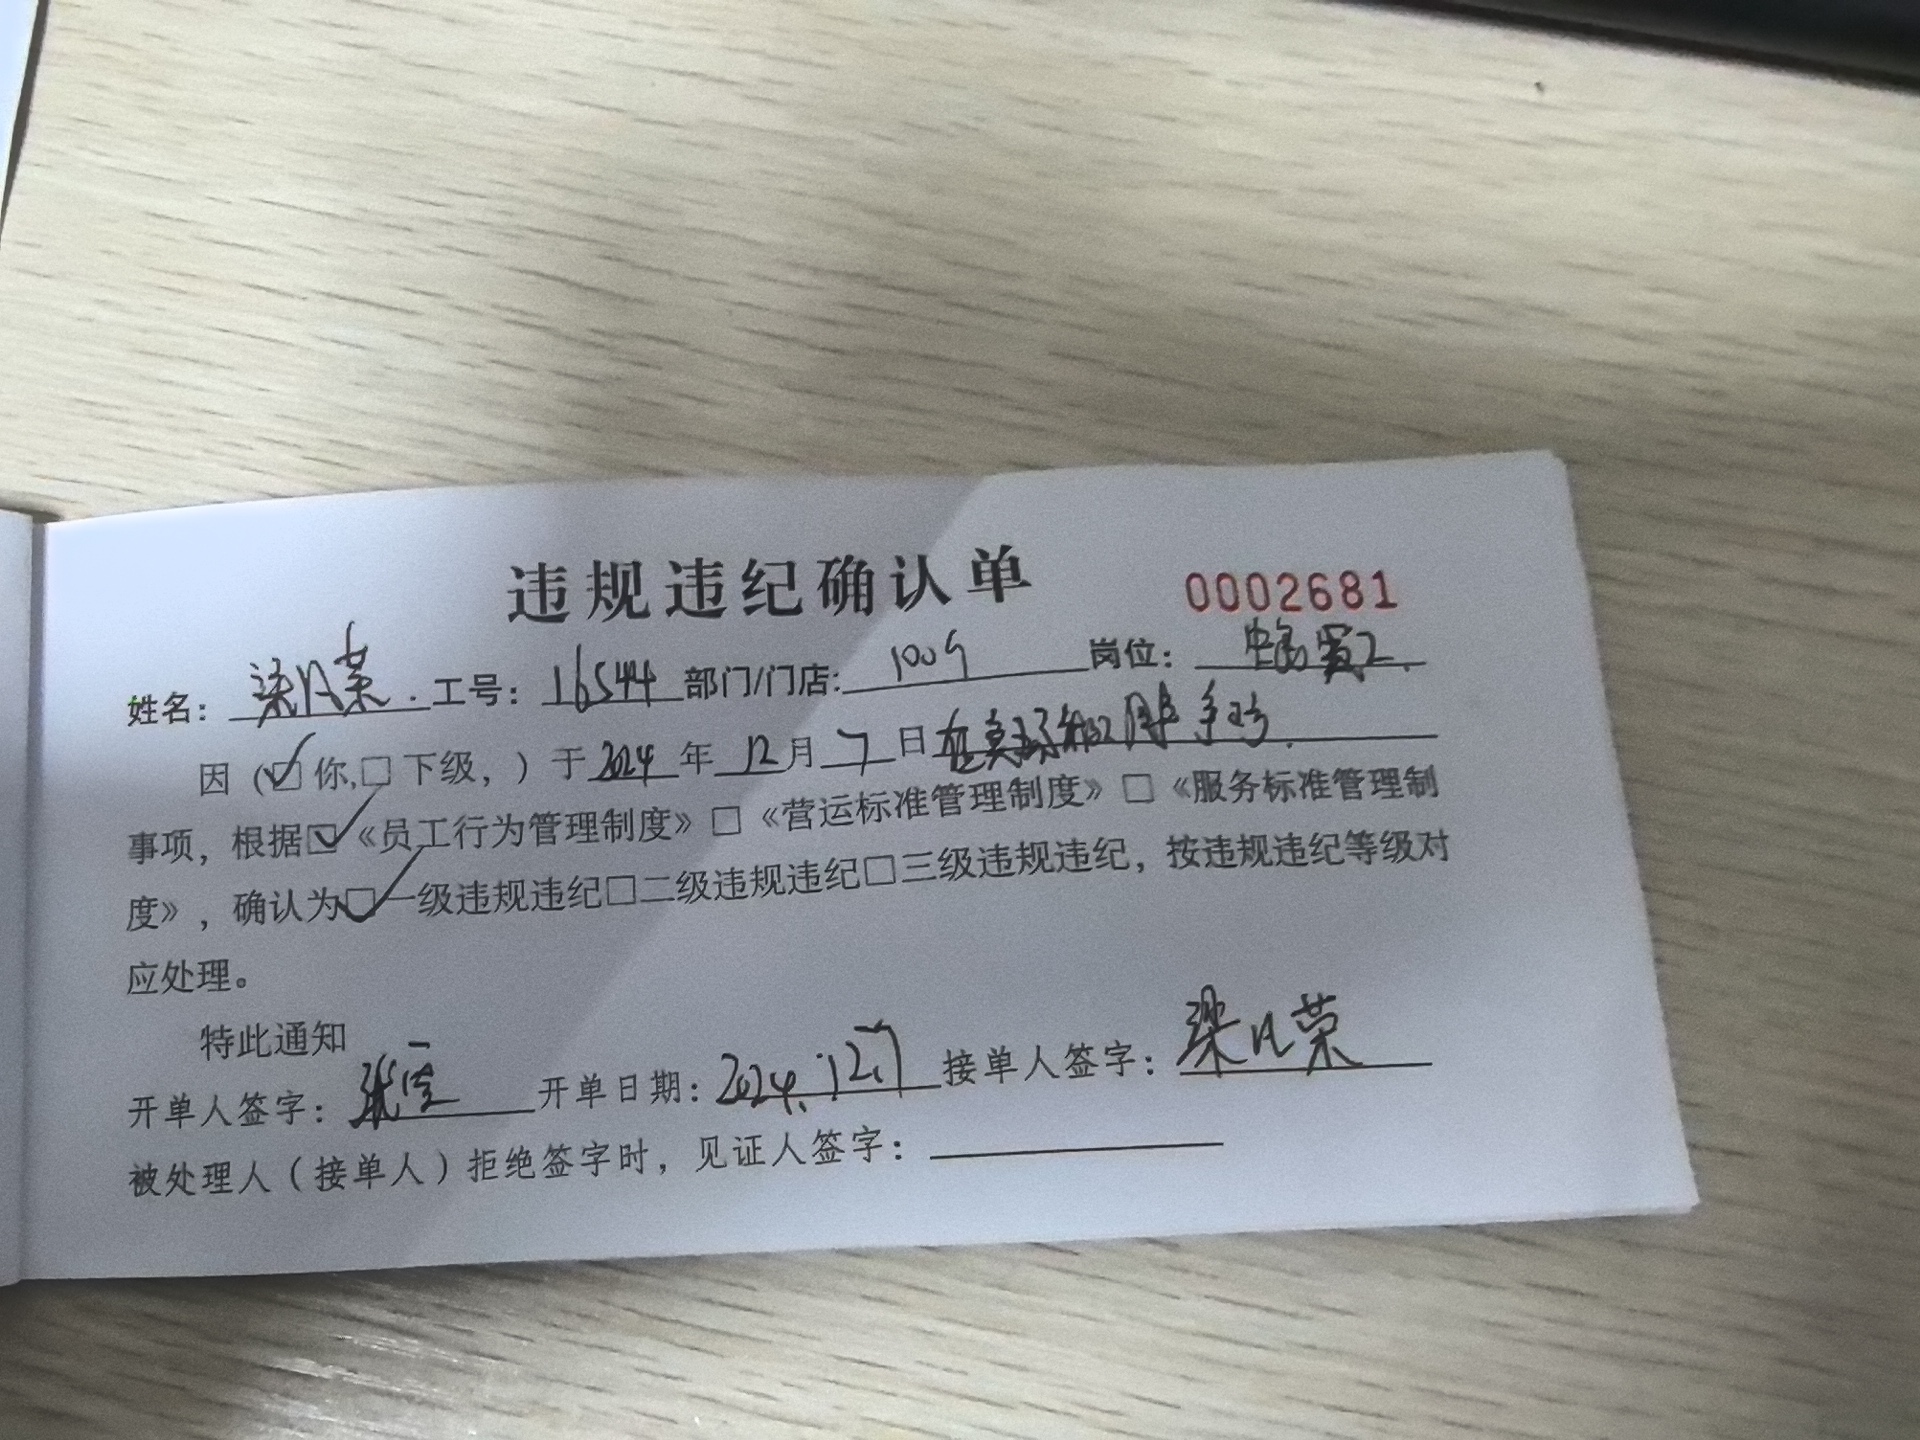 违规违纪确认单 0002681
姓名：梁凡荣 工号：16544 部门/门店:1009 岗位：员工
因（☑你,□下级，）于2024年12月7日在
事项，根据☑《员工行为管理制度》□《营运标准管理制度》□《服务标准管理制
度》，确认为☑一级违规违纪□二级违规违纪□三级违规违纪，按违规违纪等级对
应处理。
特此通知
开单人签字：张 开单日期：2024.12.7 接单人签字：梁凡荣
被处理人（接单人）拒绝签字时，见证人签字：